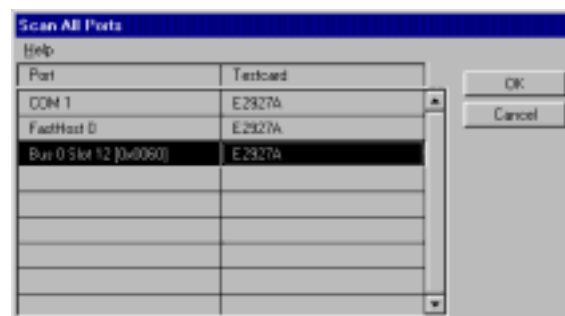 Scan All Ports
Help
Port Testcard
COM 1 E2927A
FastHost 0 E2927A
Bus 0 Slot 12 [0x0060] E2927A
OK
Cancel